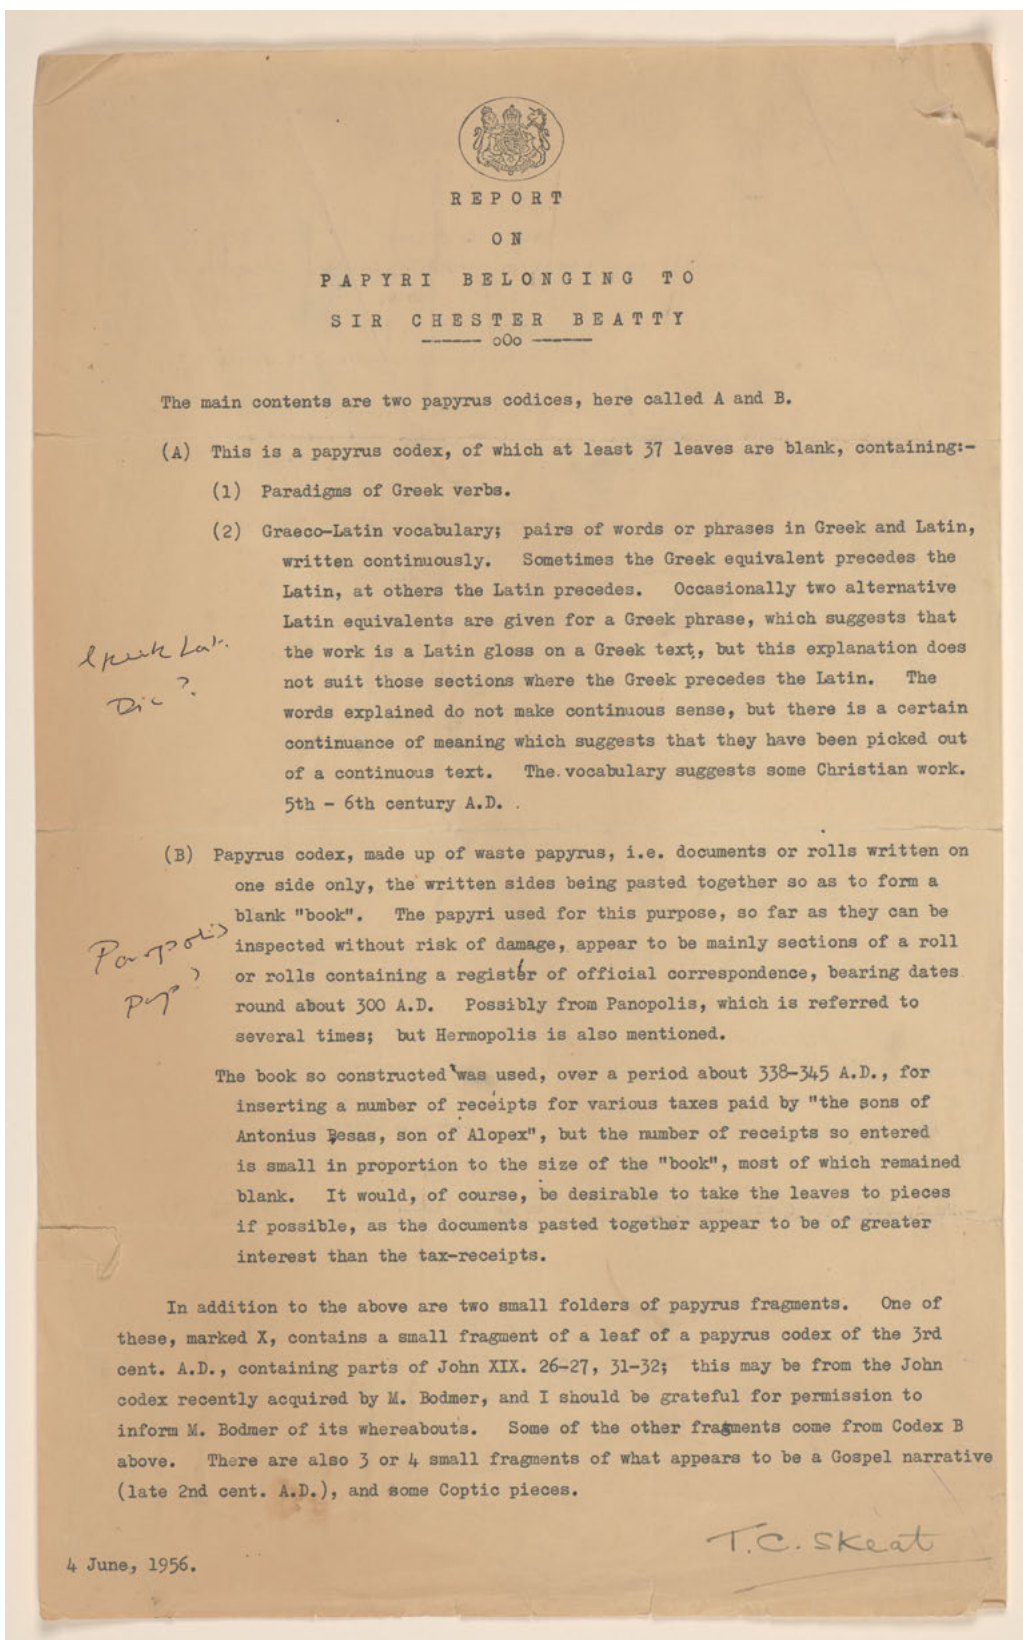 REPORT
ON
PAPYRI BELONGING TO
SIR CHESTER BEATTY
------ oOo ------
The main contents are two papyrus codices, here called A and B.
(A) This is a papyrus codex, of which at least 37 leaves are blank, containing:-
(1) Paradigms of Greek verbs.
(2) Graeco-Latin vocabulary; pairs of words or phrases in Greek and Latin,
written continuously. Sometimes the Greek equivalent precedes the
Latin, at others the Latin precedes. Occasionally two alternative
Latin equivalents are given for a Greek phrase, which suggests that
the work is a Latin gloss on a Greek text, but this explanation does
not suit those sections where the Greek precedes the Latin. The
words explained do not make continuous sense, but there is a certain
continuance of meaning which suggests that they have been picked out
of a continuous text. The vocabulary suggests some Christian work.
5th - 6th century A.D.
Greek Lat.
Dic?
(B) Papyrus codex, made up of waste papyrus, i.e. documents or rolls written on
one side only, the written sides being pasted together so as to form a
blank "book". The papyri used for this purpose, so far as they can be
inspected without risk of damage, appear to be mainly sections of a roll
or rolls containing a register of official correspondence, bearing dates
round about 300 A.D. Possibly from Panopolis, which is referred to
several times; but Hermopolis is also mentioned.
Panopolis
Pap?
The book so constructed was used, over a period about 338-345 A.D., for
inserting a number of receipts for various taxes paid by "the sons of
Antonius Besas, son of Alopex", but the number of receipts so entered
is small in proportion to the size of the "book", most of which remained
blank. It would, of course, be desirable to take the leaves to pieces
if possible, as the documents pasted together appear to be of greater
interest than the tax-receipts.
In addition to the above are two small folders of papyrus fragments. One of
these, marked X, contains a small fragment of a leaf of a papyrus codex of the 3rd
cent. A.D., containing parts of John XIX. 26-27, 31-32; this may be from the John
codex recently acquired by M. Bodmer, and I should be grateful for permission to
inform M. Bodmer of its whereabouts. Some of the other fragments come from Codex B
above. There are also 3 or 4 small fragments of what appears to be a Gospel narrative
(late 2nd cent. A.D.), and some Coptic pieces.
T.C. Skeat
4 June, 1956.